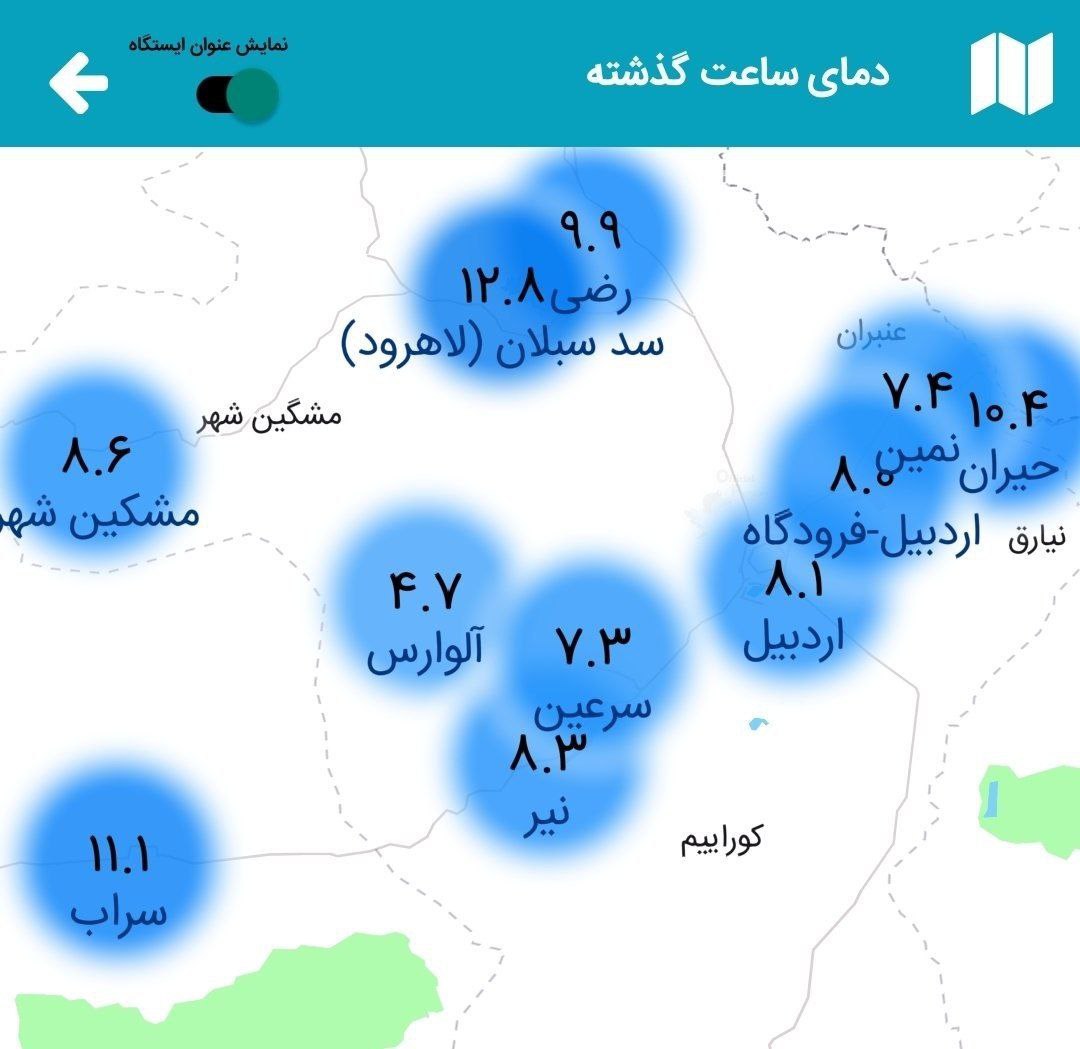 دمای ساعت گذشته
نمایش عنوان ایستگاه
۹.۹
رضی
۱۲.۸
سد سبلان (لاهرود)
عنبران
۷.۴
نمین
۱۰.۴
حیران
مشگین شهر
۸.۶
مشکین شهر
۸.۰
اردبیل-فرودگاه
نیارق
۸.۱
اردبیل
۴.۷
آلوارس
۷.۳
سرعین
۸.۳
نیر
کوراییم
۱۱.۱
سراب